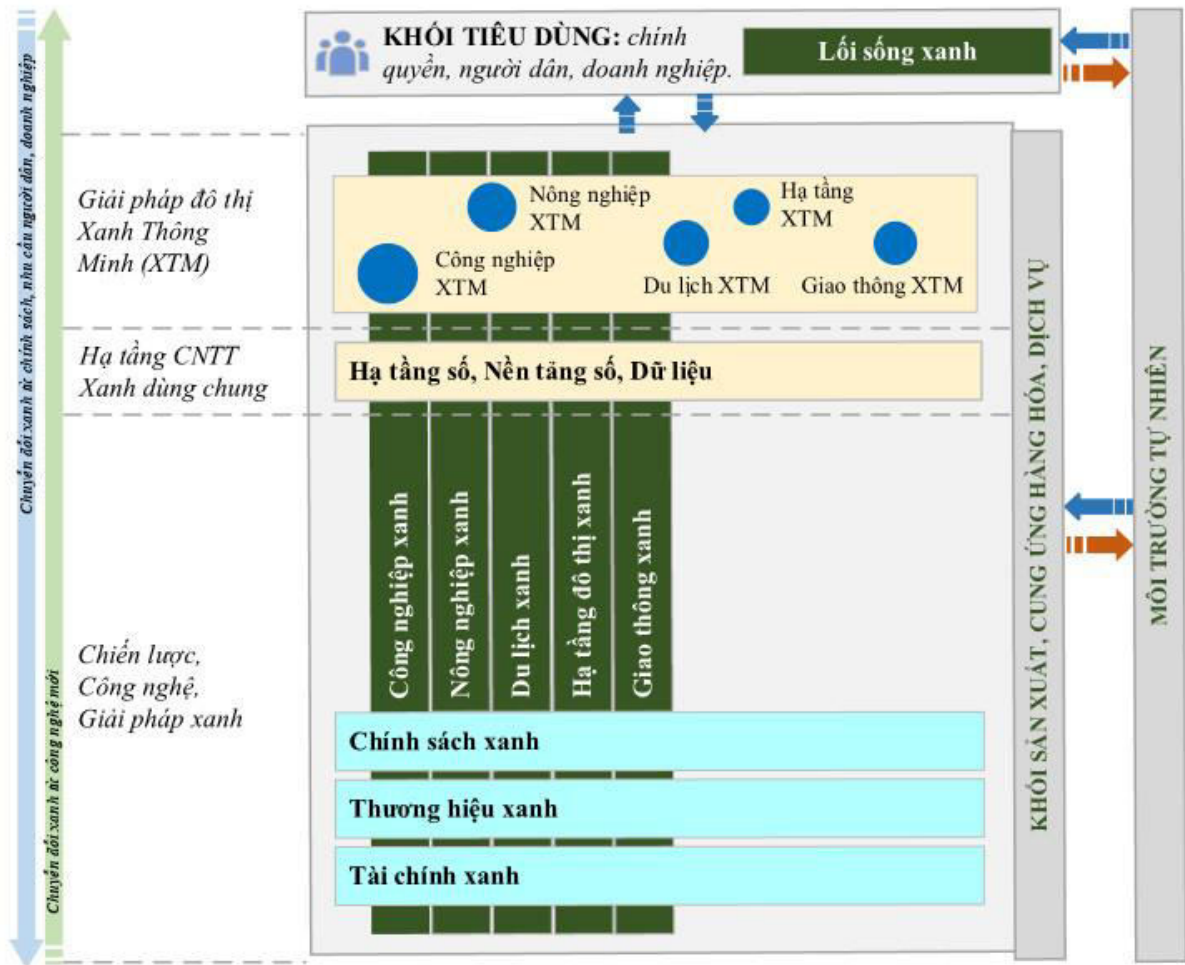 KHỐI TIÊU DÙNG: chính
quyền, người dân, doanh nghiệp.
Lối sống xanh
Chuyển đổi xanh từ chính sách, nhu cầu người dân, doanh nghiệp
Chuyển đổi xanh từ công nghệ mới
Giải pháp đô thị
Xanh Thông
Minh (XTM)
Nông nghiệp
XTM
Hạ tầng
XTM
Công nghiệp
XTM
Du lịch XTM
Giao thông XTM
Hạ tầng CNTT
Xanh dùng chung
Hạ tầng số, Nền tảng số, Dữ liệu
Chiến lược,
Công nghệ,
Giải pháp xanh
Công nghiệp xanh
Nông nghiệp xanh
Du lịch xanh
Hạ tầng đô thị xanh
Giao thông xanh
Chính sách xanh
Thương hiệu xanh
Tài chính xanh
KHỐI SẢN XUẤT, CUNG ỨNG HÀNG HÓA, DỊCH VỤ
MÔI TRƯỜNG TỰ NHIÊN